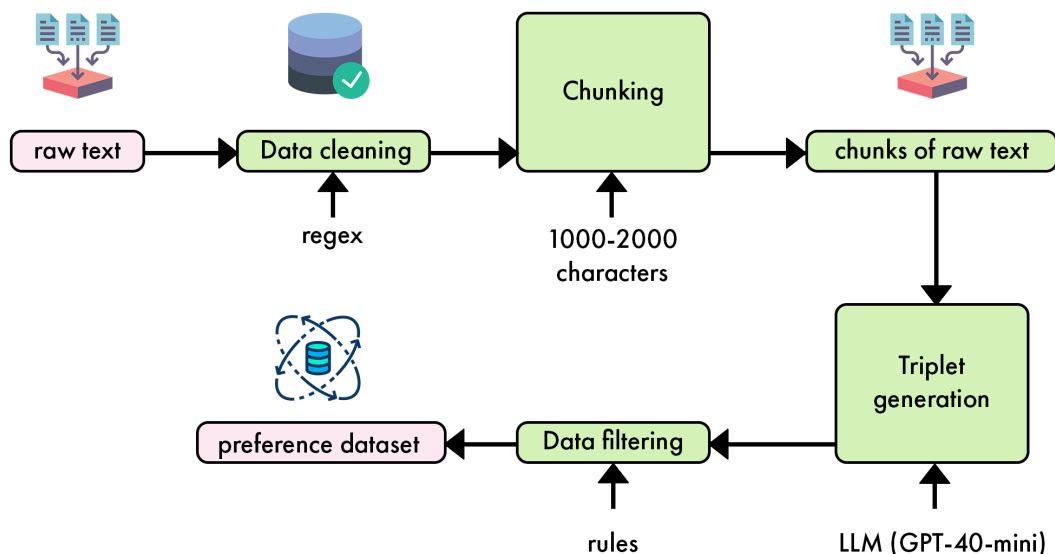 raw text
Data cleaning
Chunking
chunks of raw text
regex
1000-2000
characters
Triplet
generation
preference dataset
Data filtering
rules
LLM (GPT-40-mini)